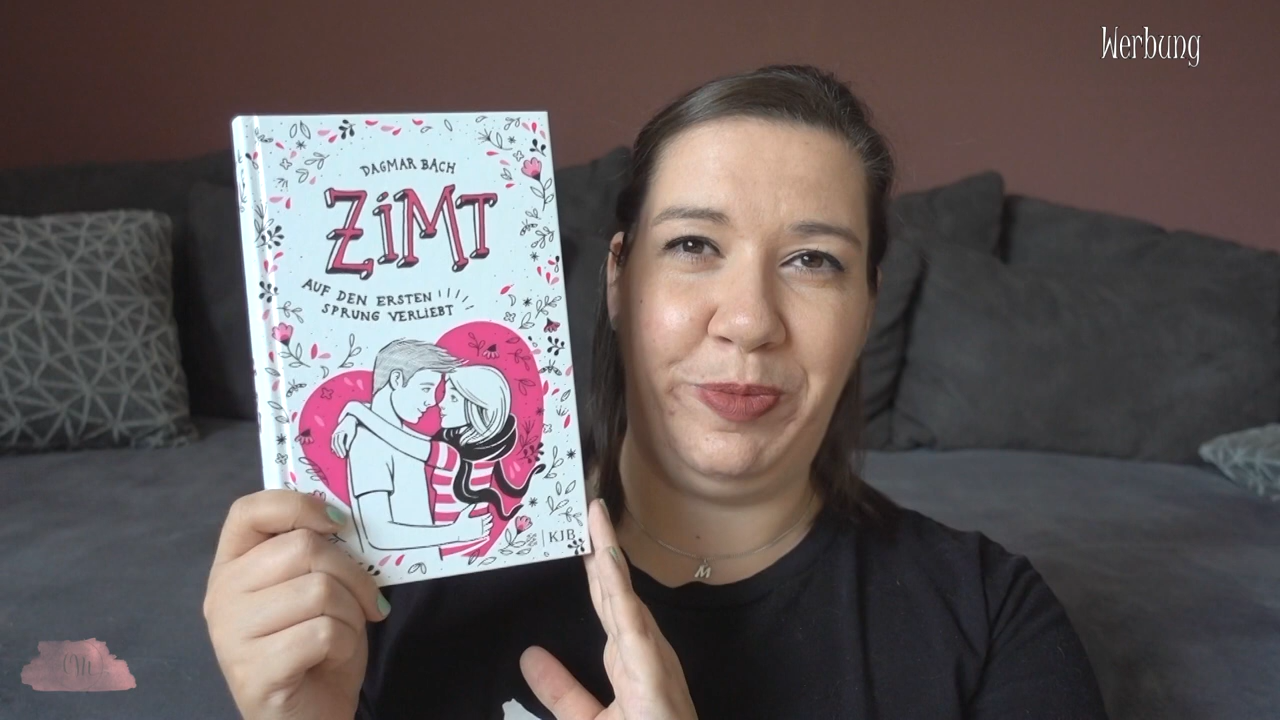 Werbung
DAGMAR BACH
ZiMT
AUF DEN ERSTEN
SPRUNG VERLIEBT
KJB
M